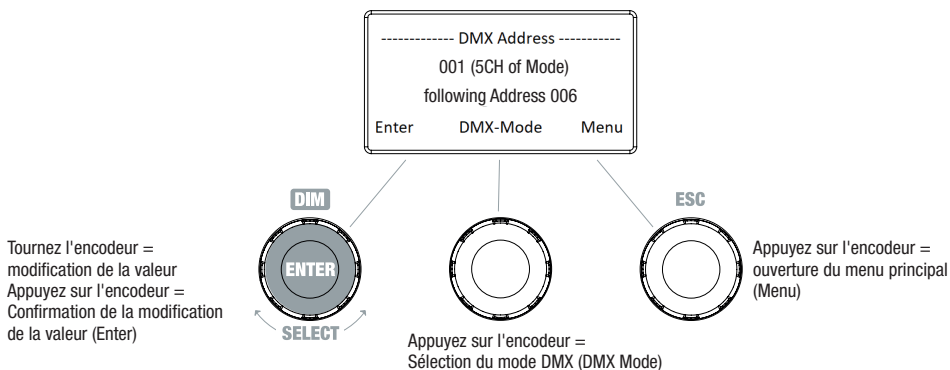 ------------- DMX Address -----------
001 (5CH of Mode)
following Address 006
Enter DMX-Mode Menu
DIM
ESC
ENTER
SELECT
Tournez l'encodeur =
modification de la valeur
Appuyez sur l'encodeur =
Confirmation de la modification
de la valeur (Enter)
Appuyez sur l'encodeur =
Sélection du mode DMX (DMX Mode)
Appuyez sur l'encodeur =
ouverture du menu principal
(Menu)